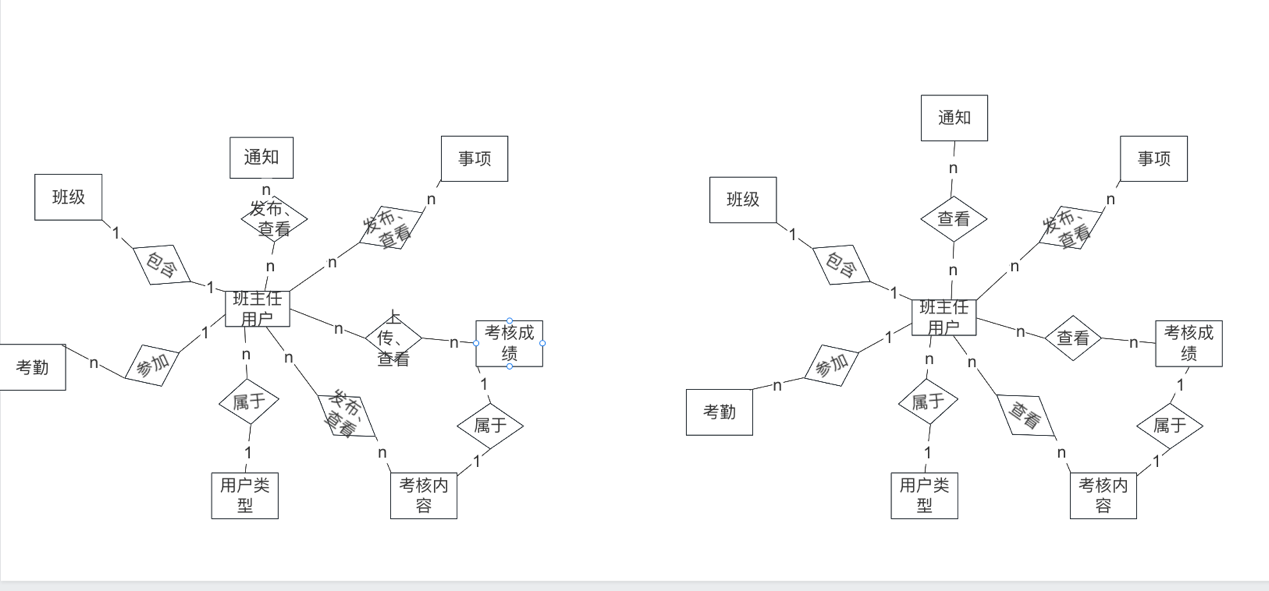 通知
n
发布、
查看
n
事项
n
发布、
查看
n
班级
1
包含
1
班主任
用户
1
参加
n
考勤
n
属于
1
用户类
型
n
发布、
查看
n
考核内
容
n
上
传、
查看
n
考核成
绩
1
属于
1
通知
n
查看
n
事项
n
发布、
查看
n
班级
1
包含
1
班主任
用户
1
参加
n
考勤
n
属于
1
用户类
型
n
查看
n
考核内
容
n
查看
n
考核成
绩
1
属于
1